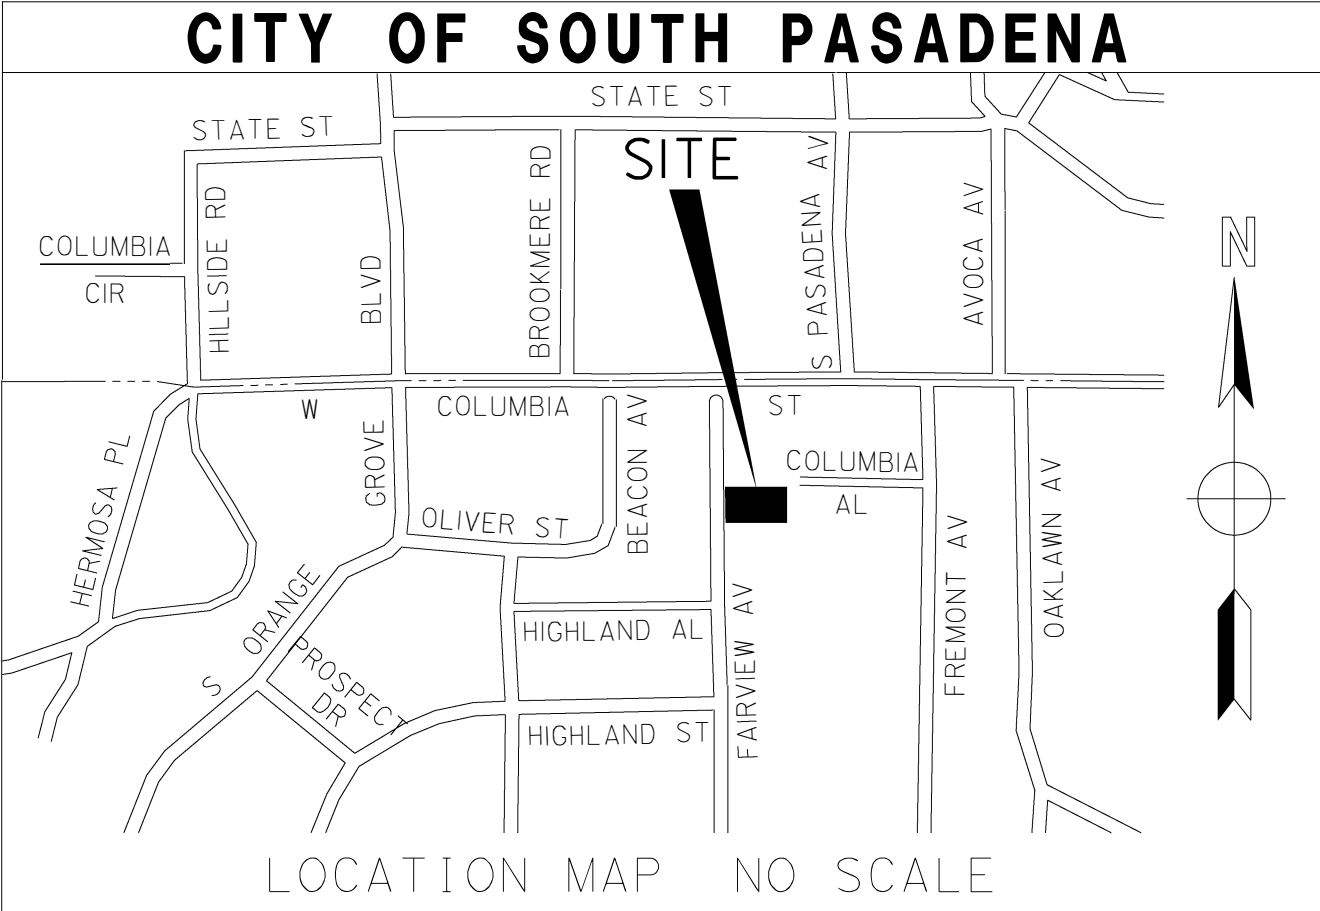 CITY OF SOUTH PASADENA
STATE ST
STATE ST
SITE
BROOKMERE RD
S PASADENA AV
AVOCA AV
HILLSIDE RD
COLUMBIA
CIR
BLVD
N
W
COLUMBIA
ST
BEACON AV
GROVE
HERMOSA PL
COLUMBIA
AL
OLIVER ST
OAKLAWN AV
FREMONT AV
ORANGE
S
HIGHLAND AL
FAIRVIEW AV
PROSPECT
DR
HIGHLAND ST
LOCATION MAP NO SCALE